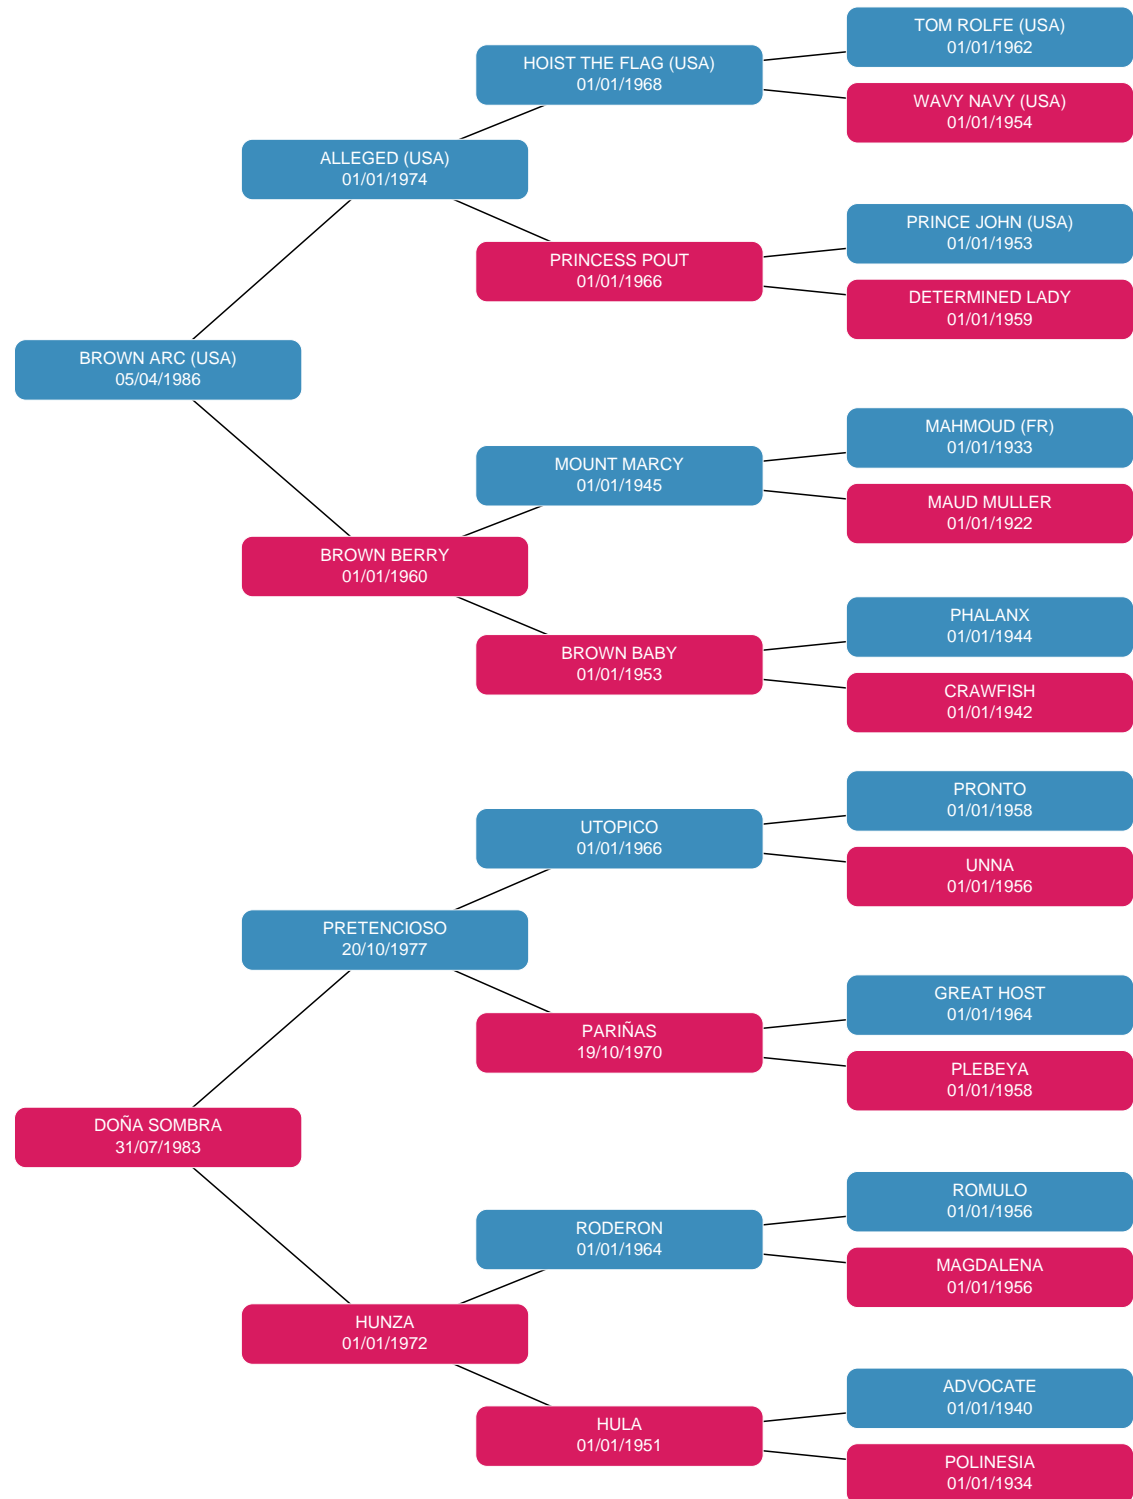 TOM ROLFE (USA)
01/01/1962
HOIST THE FLAG (USA)
01/01/1968
WAVY NAVY (USA)
01/01/1954
ALLEGED (USA)
01/01/1974
PRINCE JOHN (USA)
01/01/1953
PRINCESS POUT
01/01/1966
DETERMINED LADY
01/01/1959
BROWN ARC (USA)
05/04/1986
MAHMOUD (FR)
01/01/1933
MOUNT MARCY
01/01/1945
MAUD MULLER
01/01/1922
BROWN BERRY
01/01/1960
PHALANX
01/01/1944
BROWN BABY
01/01/1953
CRAWFISH
01/01/1942
PRONTO
01/01/1958
UTOPICO
01/01/1966
UNNA
01/01/1956
PRETENCIOSO
20/10/1977
GREAT HOST
01/01/1964
PARIÑAS
19/10/1970
PLEBEYA
01/01/1958
DOÑA SOMBRA
31/07/1983
ROMULO
01/01/1956
RODERON
01/01/1964
MAGDALENA
01/01/1956
HUNZA
01/01/1972
ADVOCATE
01/01/1940
HULA
01/01/1951
POLINESIA
01/01/1934